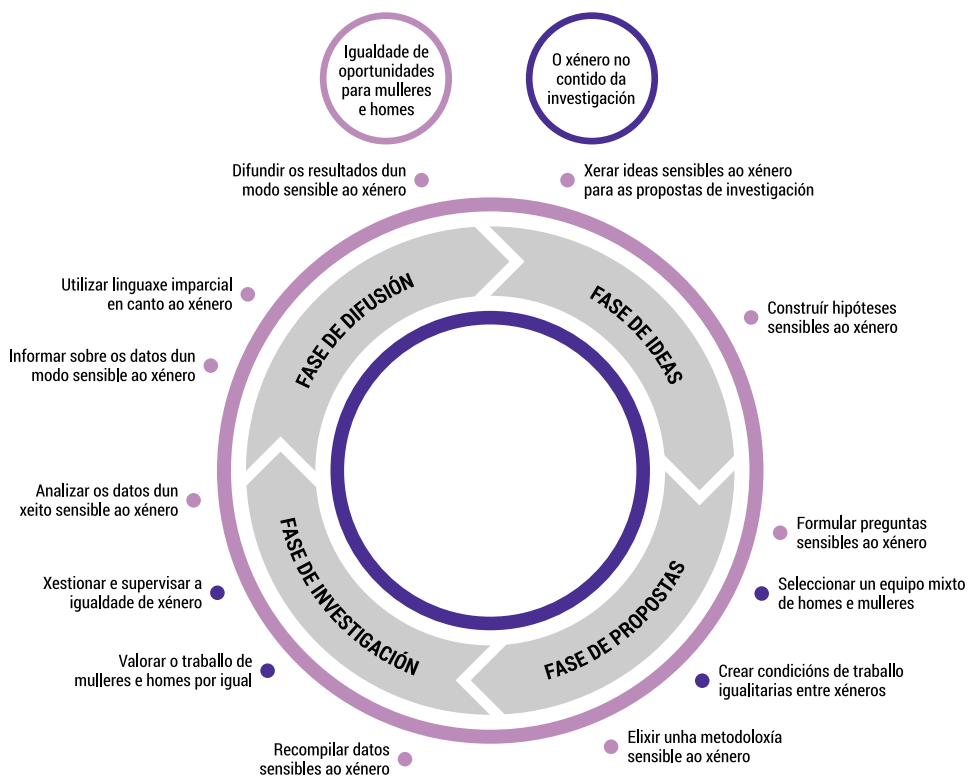 Igualdade de
oportunidades
para mulleres
e homes
O xénero no
contido da
investigación
Difundir os resultados dun
modo sensible ao xénero
Xerar ideas sensibles ao xénero
para as propostas de investigación
Utilizar linguaxe imparcial
en canto ao xénero
Construír hipóteses
sensibles ao xénero
Informar sobre os datos dun
modo sensible ao xénero
FASE DE DIFUSIÓN
FASE DE IDEAS
Analizar os datos dun
xeito sensible ao xénero
Formular preguntas
sensibles ao xénero
Xestionar e supervisar a
igualdade de xénero
Seleccionar un equipo mixto
de homes e mulleres
FASE DE INVESTIGACIÓN
FASE DE PROPOSTAS
Valorar o traballo de
mulleres e homes por igual
Crear condicións de traballo
igualitarias entre xéneros
Recompilar datos
sensibles ao xénero
Elixir unha metodoloxía
sensible ao xénero